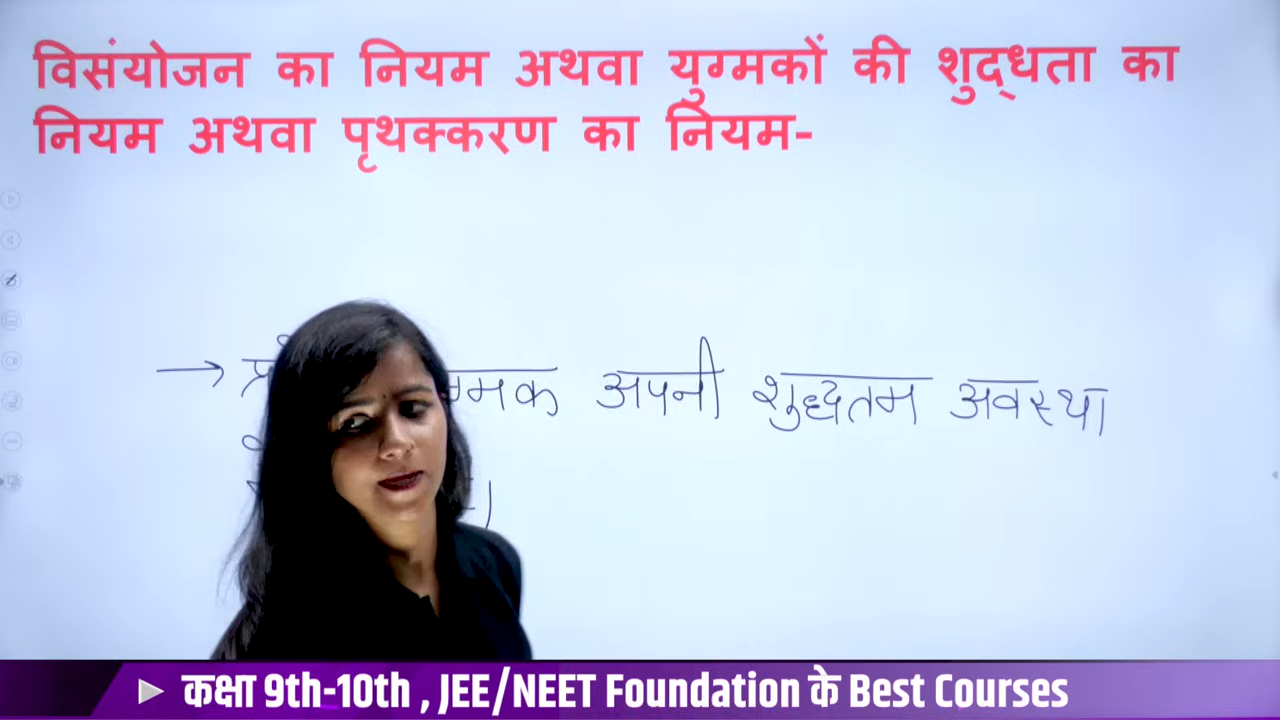 विसंयोजन का नियम अथवा युग्मकों की शुद्धता का
नियम अथवा पृथक्करण का नियम-
→ अपनी शुद्धतम अवस्था
कक्षा 9th-10th , JEE/NEET Foundation के Best Courses